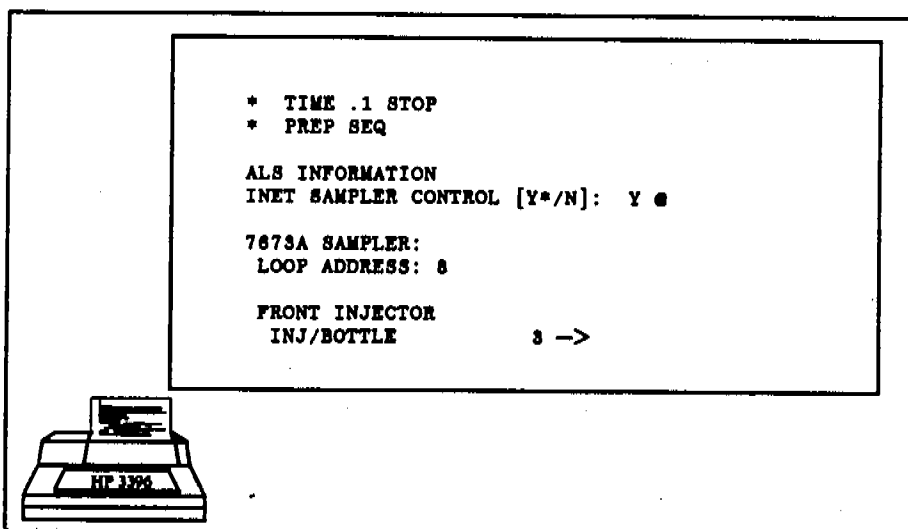 * TIME .1 STOP
* PREP SEQ
ALS INFORMATION
INET SAMPLER CONTROL [Y*/N]: Y @
7673A SAMPLER:
LOOP ADDRESS: 8
FRONT INJECTOR
INJ/BOTTLE 3 -->
HP 3396